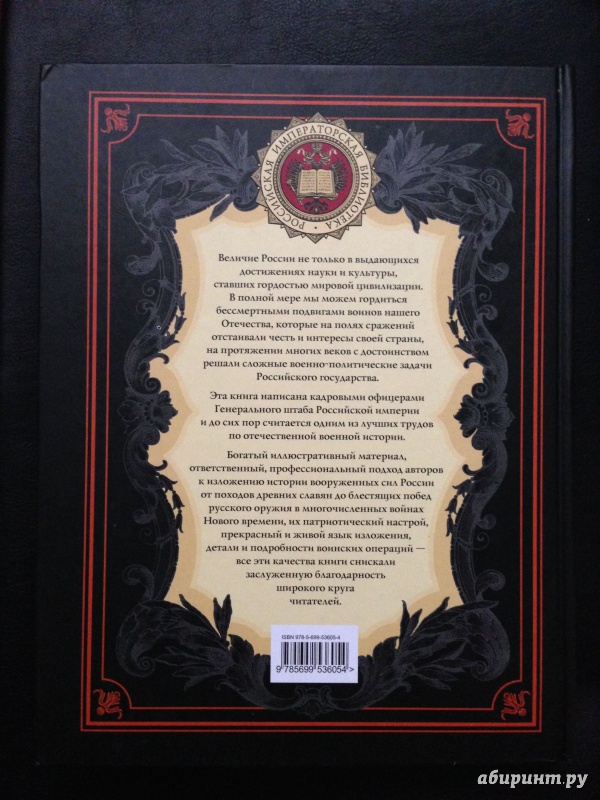 РОССИЙСКАЯ ИМПЕРАТОРСКАЯ БИБЛИОТЕКА •
Величие России не только в выдающихся
достижениях науки и культуры,
ставших гордостью мировой цивилизации.
В полной мере мы можем гордиться
бессмертными подвигами воинов нашего
Отечества, которые на полях сражений
отстаивали честь и интересы своей страны,
на протяжении многих веков с достоинством
решали сложные военно-политические задачи
Российского государства.
Эта книга написана кадровыми офицерами
Генерального штаба Российской империи
и до сих пор считается одним из лучших трудов
по отечественной военной истории.
Богатый иллюстративный материал,
ответственный, профессиональный подход авторов
к изложению истории вооруженных сил России
от походов древних славян до блестящих побед
русского оружия в многочисленных войнах
Нового времени, их патриотический настрой,
прекрасный и живой язык изложения,
детали и подробности воинских операций —
все эти качества книги снискали
заслуженную благодарность
широкого круга
читателей.
ISBN 978-5-699-53605-4
9 785699 536054 >
абиринт.ру